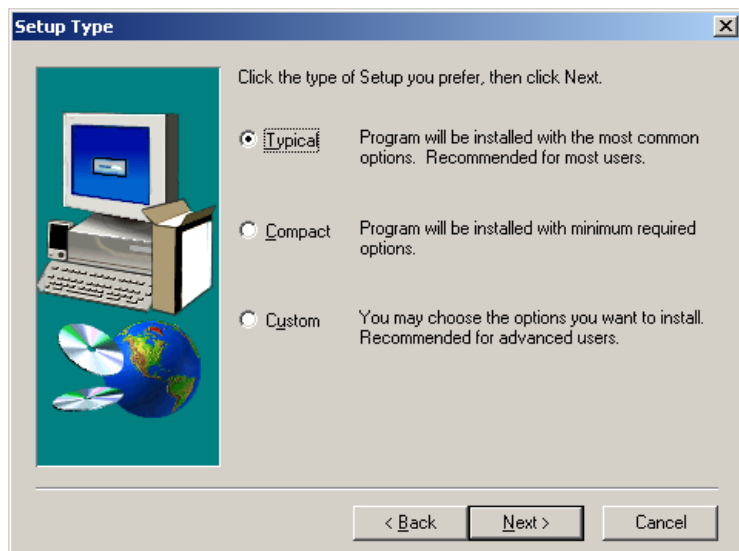 Setup Type
Click the type of Setup you prefer, then click Next.
Typical
Program will be installed with the most common
options.  Recommended for most users.
Compact
Program will be installed with minimum required
options.
Custom
You may choose the options you want to install.
Recommended for advanced users.
< Back
Next >
Cancel